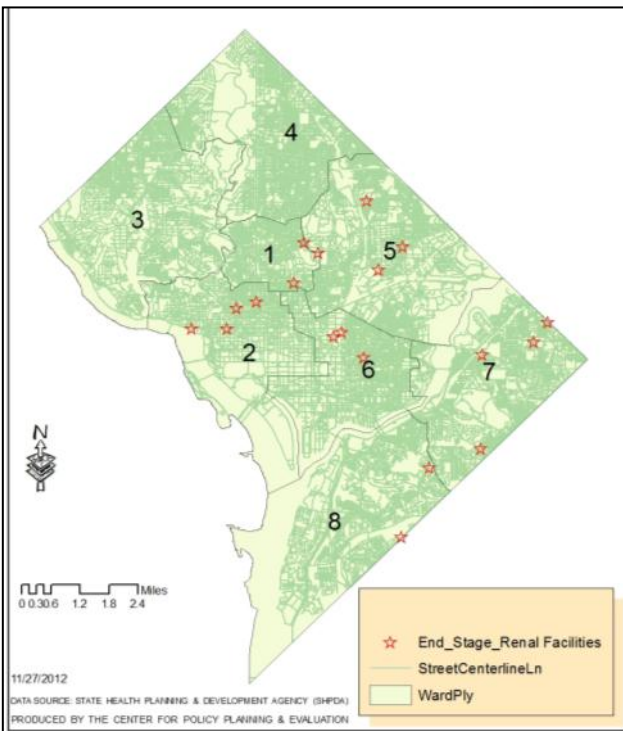 4
3
1
5
2
6
7
8
N
Miles
0 0.30.6 1.2 1.8 2.4
End_Stage_Renal Facilities
StreetCenterlineLn
WardPly
11/27/2012
DATA SOURCE: STATE HEALTH PLANNING & DEVELOPMENT AGENCY (SHPDA)
PRODUCED BY THE CENTER FOR POLICY PLANNING & EVALUATION